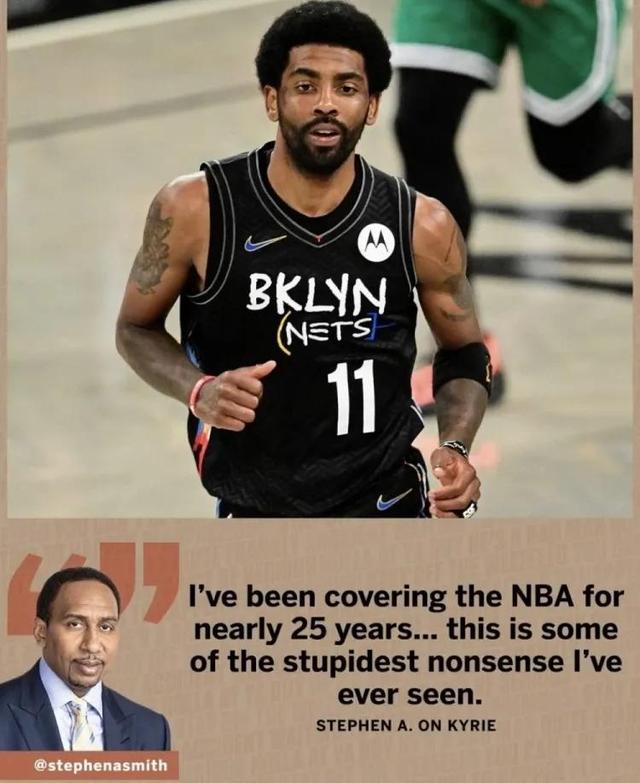 BKLYN
(NETS)
11
I've been covering the NBA for
nearly 25 years... this is some
of the stupidest nonsense I've
ever seen.
STEPHEN A. ON KYRIE
@stephenasmith